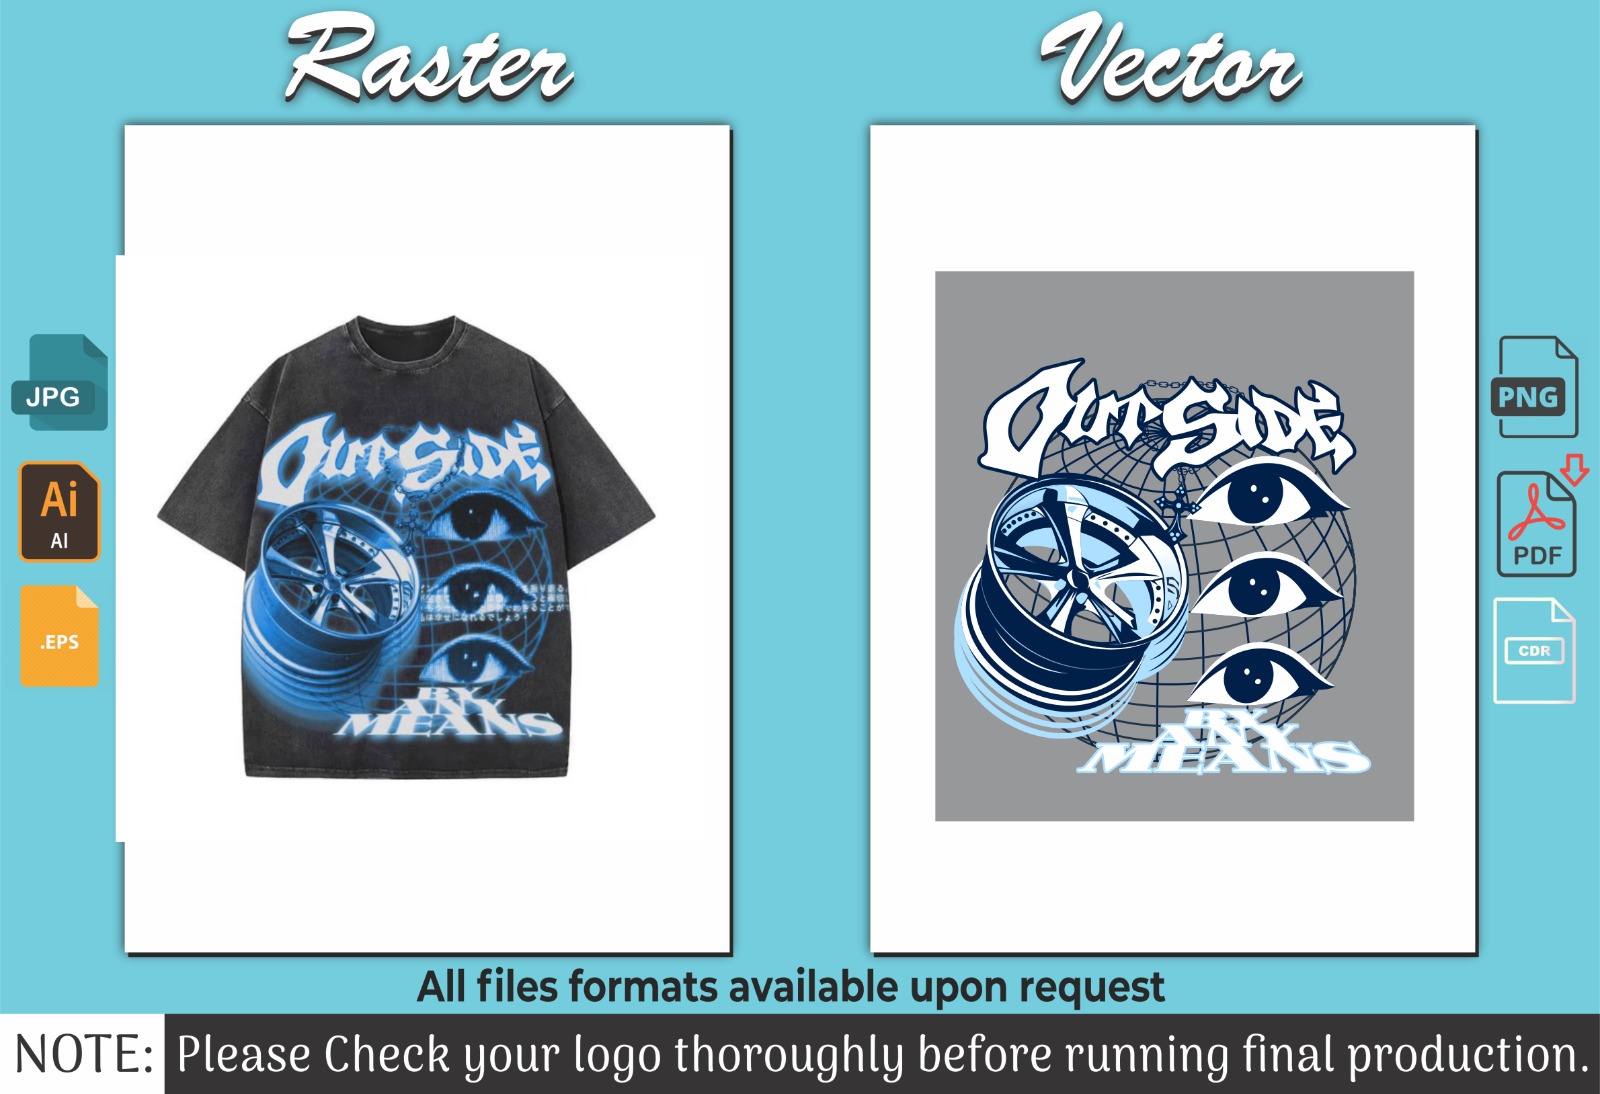 Raster
Vector
OUTSIDE
BY
ANY
MEANS
OUTSIDE
BY
ANY
MEANS
JPG
Ai
AI
.EPS
PNG
PDF
CDR
All files formats available upon request
NOTE: Please Check your logo thoroughly before running final production.